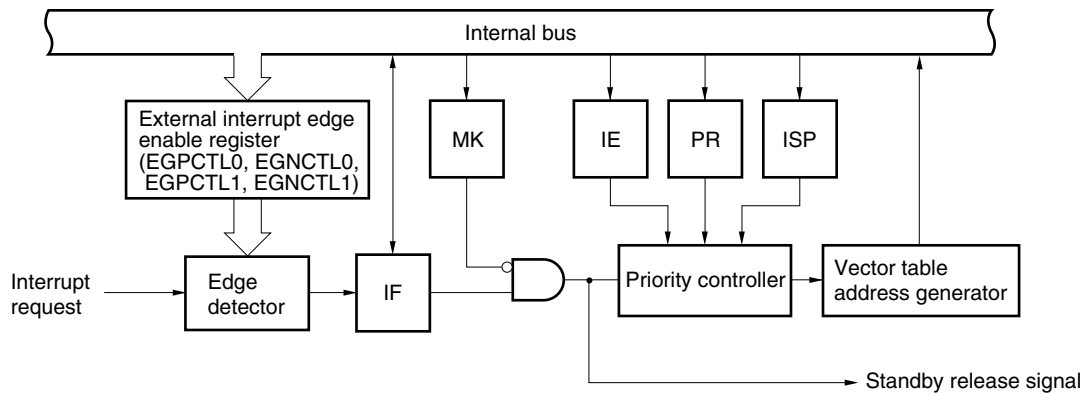 Internal bus
External interrupt edge
enable register
(EGPCTL0, EGNCTL0,
EGPCTL1, EGNCTL1)
MK
IE
PR
ISP
Interrupt
request
Edge
detector
IF
Priority controller
Vector table
address generator
Standby release signal